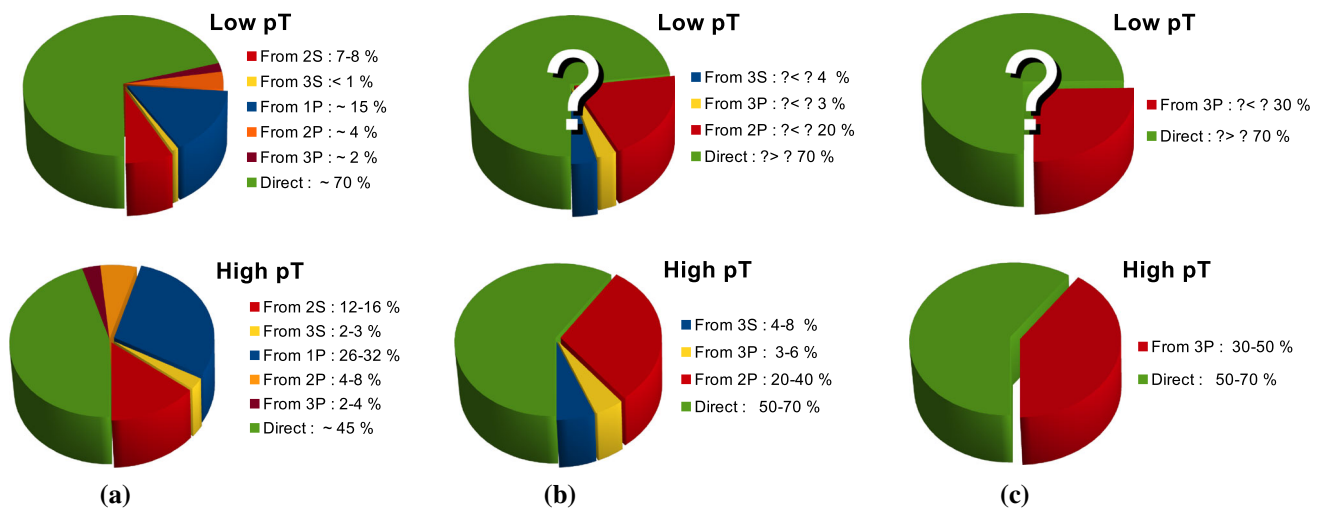 Low pT
From 2S : 7-8 %
From 3S :< 1 %
From 1P : ~ 15 %
From 2P : ~ 4 %
From 3P : ~ 2 %
Direct : ~ 70 %
High pT
From 2S : 12-16 %
From 3S : 2-3 %
From 1P : 26-32 %
From 2P : 4-8 %
From 3P : 2-4 %
Direct : ~ 45 %
(a)
Low pT
?
From 3S : ?< ? 4 %
From 3P : ?< ? 3 %
From 2P : ?< ? 20 %
Direct : ?> ? 70 %
High pT
From 3S : 4-8 %
From 3P : 3-6 %
From 2P : 20-40 %
Direct : 50-70 %
(b)
Low pT
?
From 3P : ?< ? 30 %
Direct : ?> ? 70 %
High pT
From 3P : 30-50 %
Direct : 50-70 %
(c)